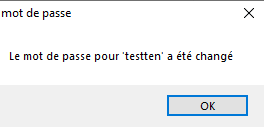 mot de passe
Le mot de passe pour 'testten' a été changé
OK